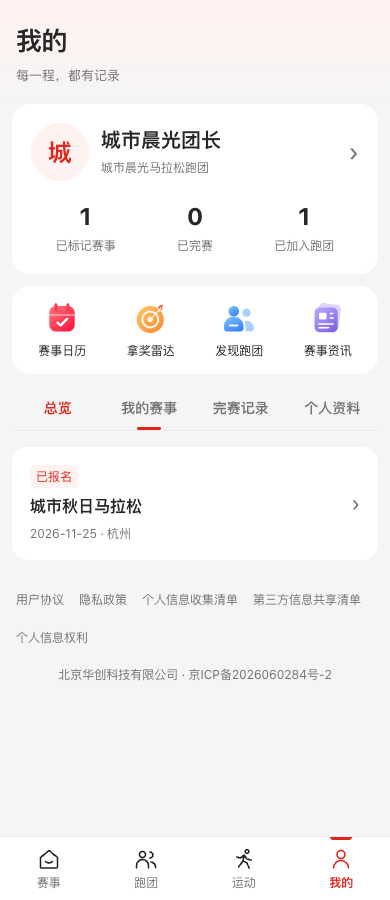 我的
每一程，都有记录
城
城市晨光团长
城市晨光马拉松跑团
1 0 1
已标记赛事 已完赛 已加入跑团
赛事日历 拿奖雷达 发现跑团 赛事资讯
总览 我的赛事 完赛记录 个人资料
已报名
城市秋日马拉松
2026-11-25 · 杭州
用户协议 隐私政策 个人信息收集清单 第三方信息共享清单
个人信息权利
北京华创科技有限公司 · 京ICP备2026060284号-2
赛事 跑团 运动 我的